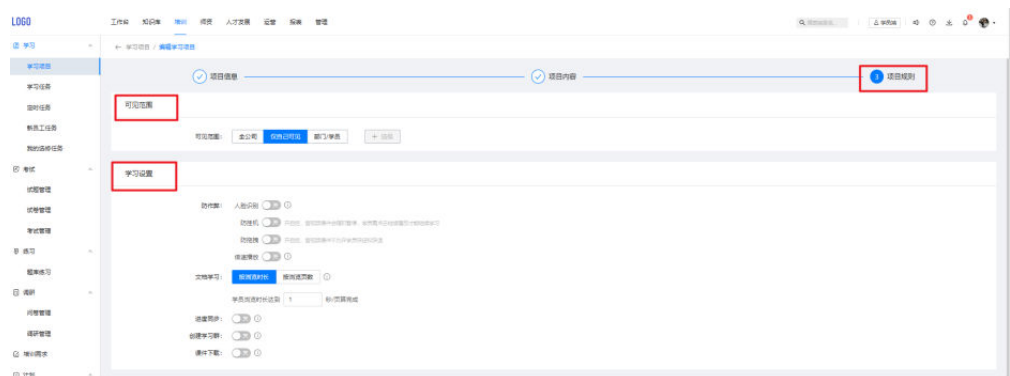 LOGO 工作台 知识库 培训 师资 人才发展 运营 报表 管理
学习
← 学习项目 / 编辑学习项目
学习项目
学习任务
定时任务
新员工任务
我的选修任务
考试
试题管理
试卷管理
考试管理
练习
题库练习
调研
问卷管理
调研管理
培训需求
计划
项目信息
项目内容
3 项目规则
可见范围
可见范围: 全公司 仅自己可见 部门/学员
学习设置
防作弊: 人脸识别
防挂机
防拖拽
倍速播放
文档学习: 按浏览时长 按浏览页数
学员浏览时长达到 1 秒/页算完成
进度同步:
创建学习群:
课件下载: